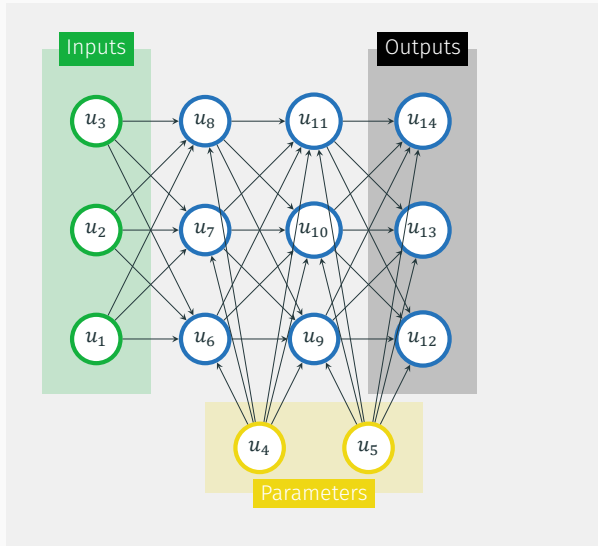 Inputs
Outputs
u3 u8 u11 u14
u2 u7 u10 u13
u1 u6 u9 u12
u4 u5
Parameters